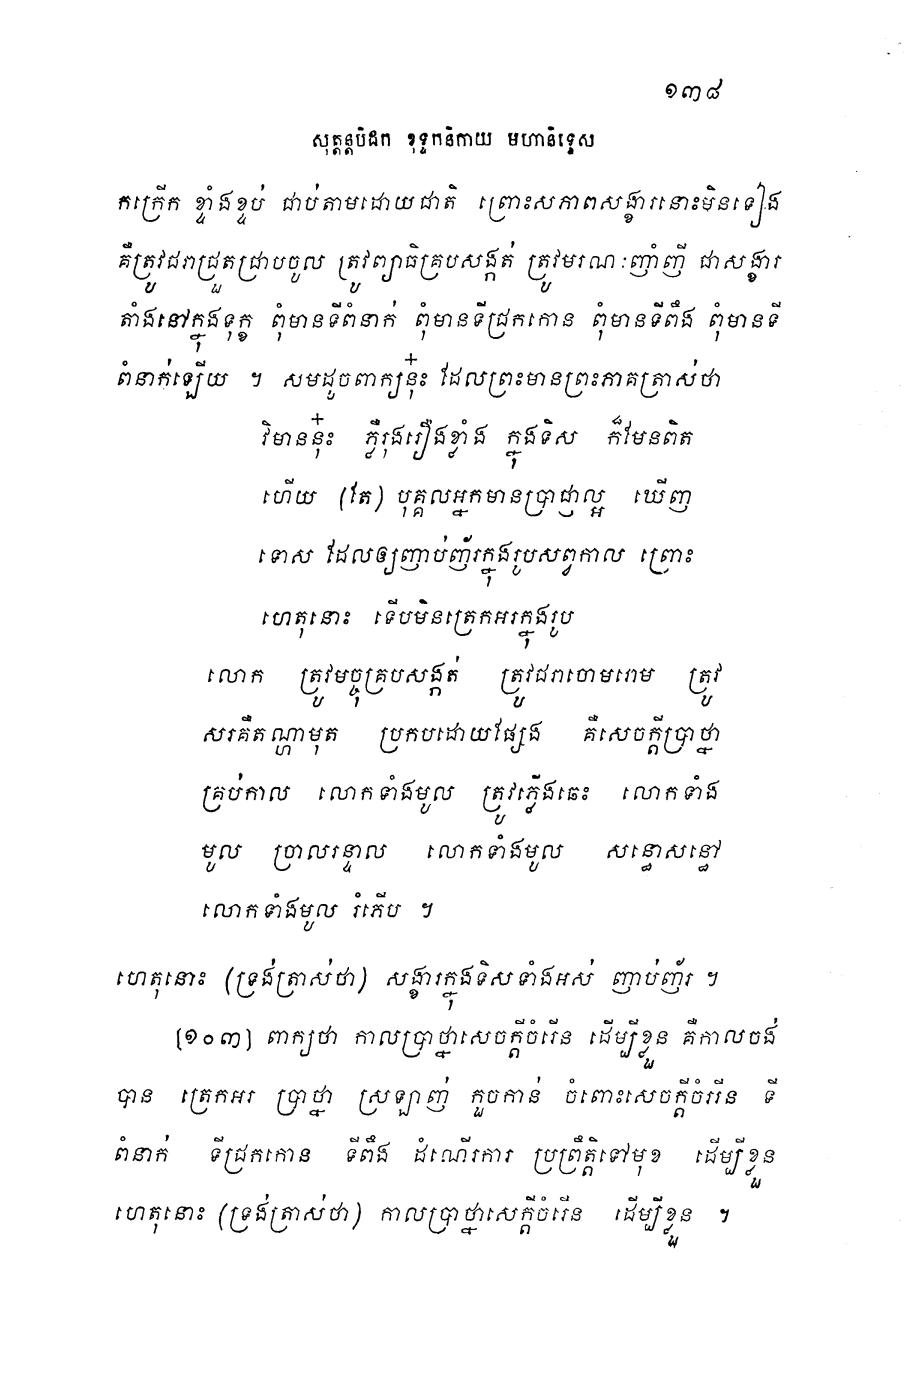 ១៣៨
សុត្តន្តបិដក ខុទ្ទកនិកាយ មហានិទ្ទេស
កក្រើក ខ្ទាំងខ្ទប់ ជាប់តាមដោយជាតិ ព្រោះសភាពសង្ខារនោះមិនទៀង
គឺត្រូវជរាជ្រួតជ្រាបចូល ត្រូវព្យាធិគ្របសង្កត់ ត្រូវមរណៈញាំញី ជាសង្ខារ
តាំងនៅក្នុងទុក្ខ ពុំមានទីពំនាក់ ពុំមានទីជ្រកកោន ពុំមានទីពឹង ពុំមានទី
ពំនាក់ឡើយ ។ សមដូចពាក្យនុ៎ះ ដែលព្រះមានព្រះភាគត្រាស់ថា
វិមាននុ៎ះ ភ្លឺរុងរឿងខ្លាំង ក្នុងទិស ក៏មែនពិត
ហើយ (តែ) បុគ្គលអ្នកមានប្រាជ្ញាល្អ ឃើញ
ទោស ដែលឲ្យញាប់ញ័រក្នុងរូបសព្វកាល ព្រោះ
ហេតុនោះ ទើបមិនត្រេកអរក្នុងរូប
លោក ត្រូវមច្ចុគ្របសង្កត់ ត្រូវជរាចោមរោម ត្រូវ
សរគឺតណ្ហាមុត ប្រកបដោយផ្សែង គឺសេចក្តីប្រាថ្នា
គ្រប់កាល លោកទាំងមូល ត្រូវភ្លើងឆេះ លោកទាំង
មូល ប្រាលរន្ទាល លោកទាំងមូល សន្ធោសន្ធៅ
លោកទាំងមូល រំភើប ។
ហេតុនោះ (ទ្រង់ត្រាស់ថា) សង្ខារក្នុងទិសទាំងអស់ ញាប់ញ័រ ។
[១០៣] ពាក្យថា កាលប្រាថ្នាសេចក្តីចំរើន ដើម្បីខ្លួន គឺកាលចង់
បាន ត្រេកអរ ប្រាថ្នា ស្រឡាញ់ កួចកាន់ ចំពោះសេចក្តីចំរើន ទី
ពំនាក់ ទីជ្រកកោន ទីពឹង ដំណើរការ ប្រព្រឹត្តិទៅមុខ ដើម្បីខ្លួន
ហេតុនោះ (ទ្រង់ត្រាស់ថា) កាលប្រាថ្នាសេក្តីចំរើន ដើម្បីខ្លួន ។